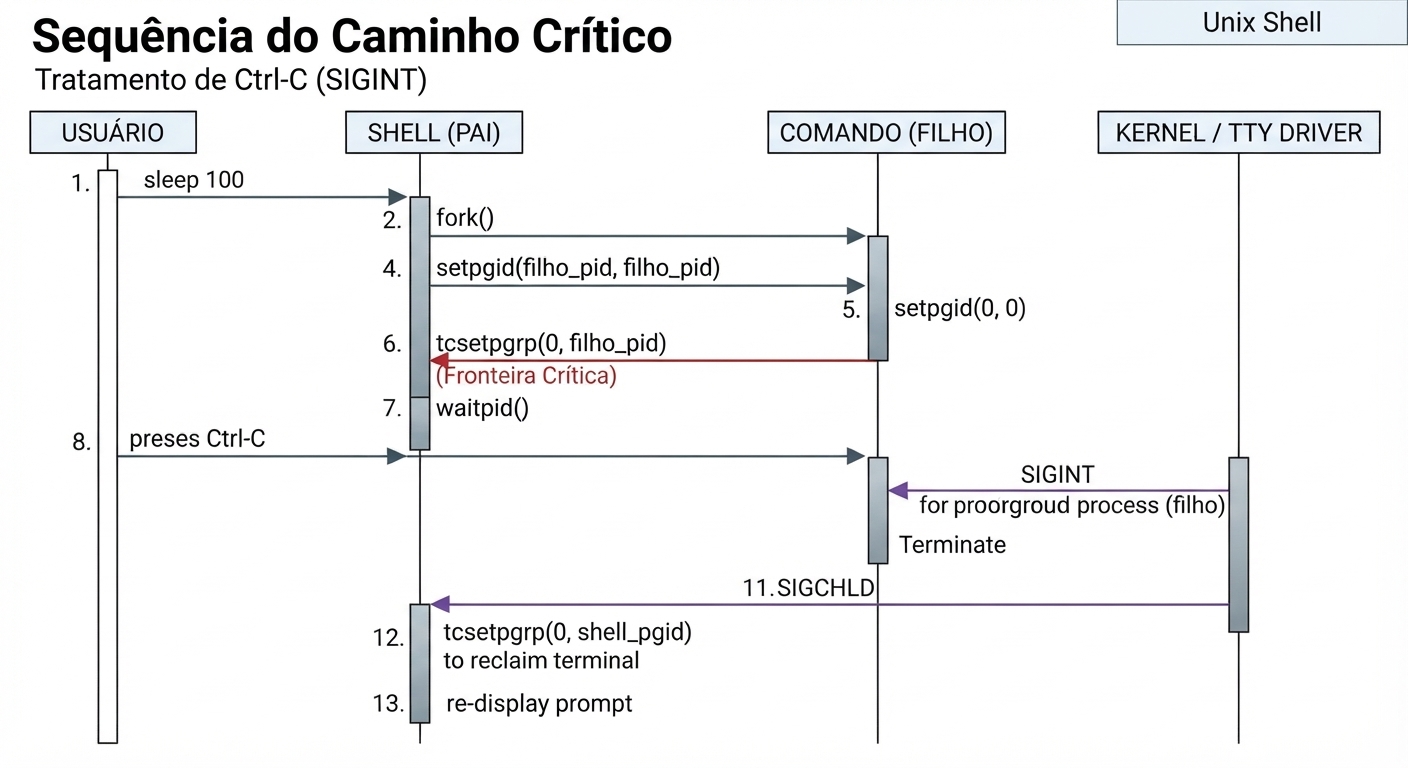 Sequência do Caminho Crítico
Unix Shell
Tratamento de Ctrl-C (SIGINT)
USUÁRIO
SHELL (PAI)
COMANDO (FILHO)
KERNEL / TTY DRIVER
1. sleep 100
2. fork()
4. setpgid(filho_pid, filho_pid)
5. setpgid(0, 0)
6. tcsetpgrp(0, filho_pid)
(Fronteira Crítica)
7. waitpid()
8. preses Ctrl-C
SIGINT
for proorgroud process (filho)
Terminate
11. SIGCHLD
12. tcsetpgrp(0, shell_pgid)
to reclaim terminal
13. re-display prompt